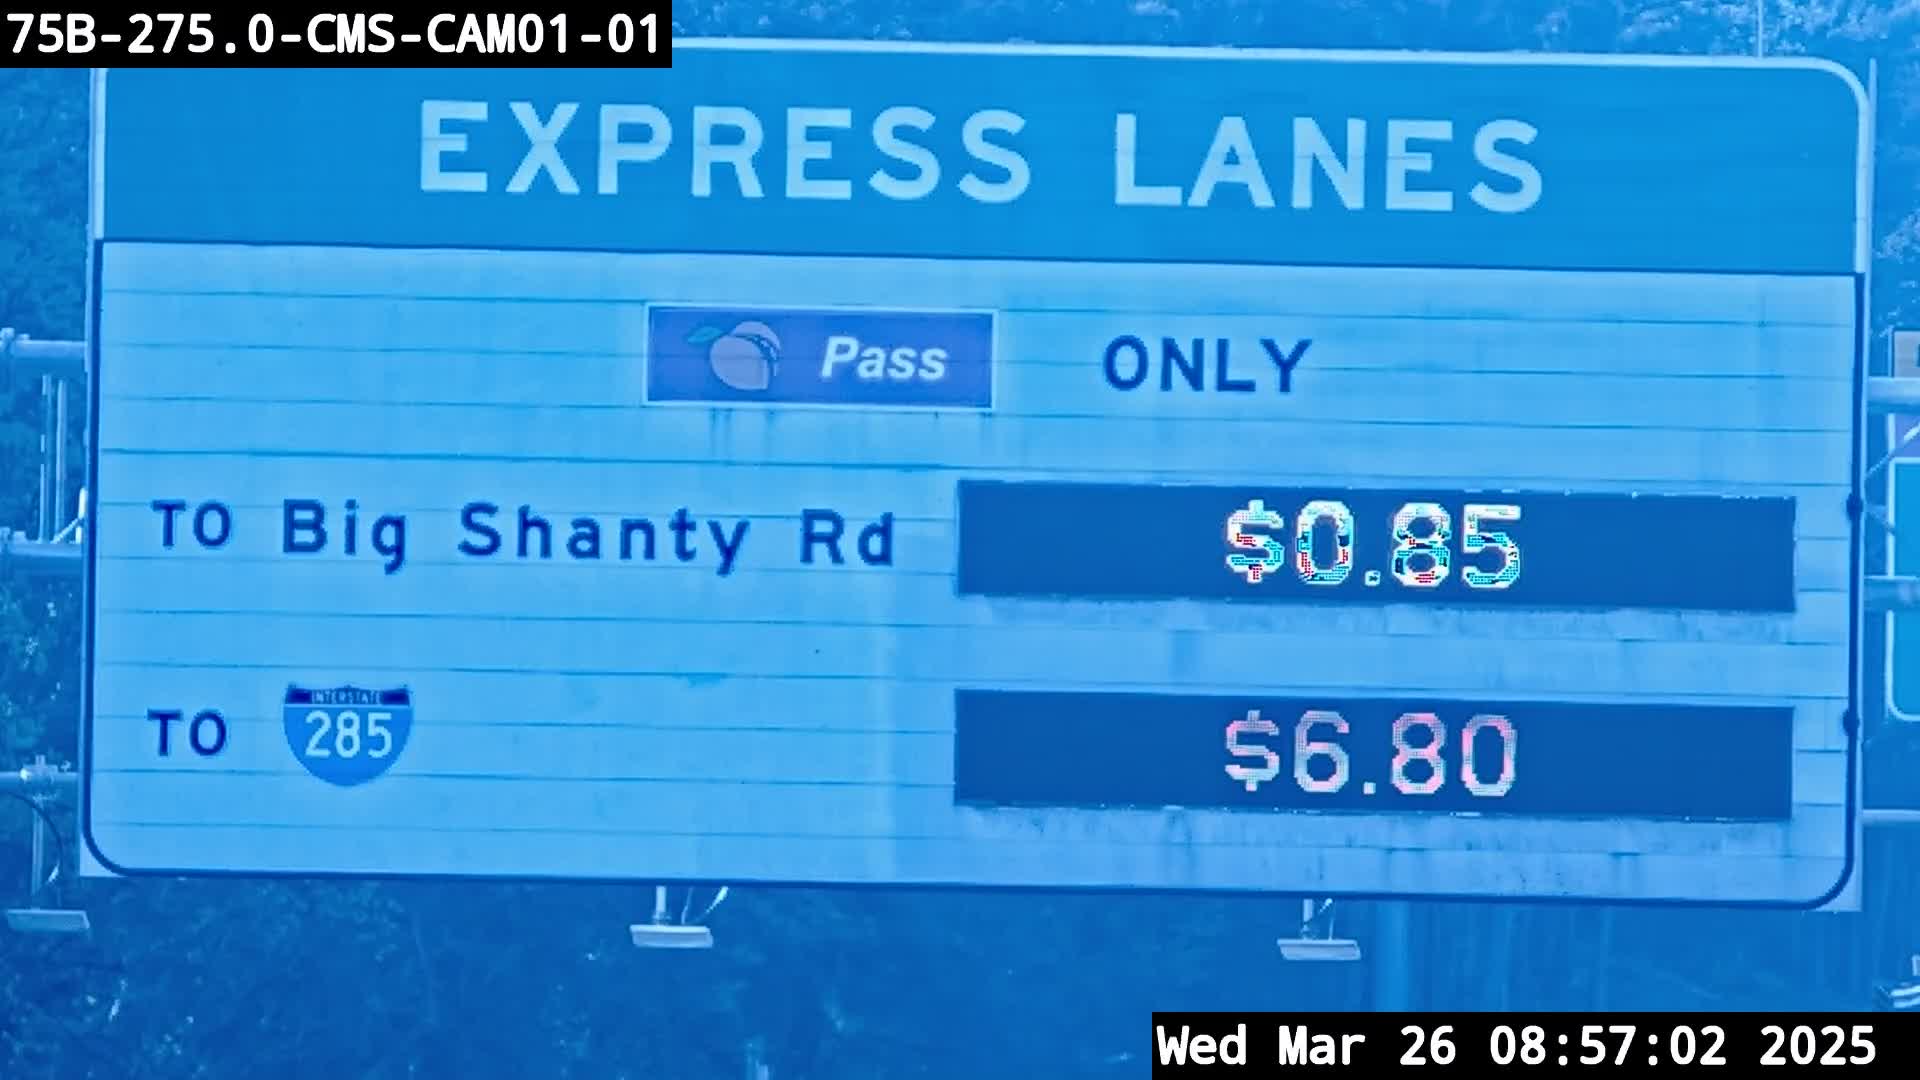 75B-275.0-CMS-CAM01-01
EXPRESS LANES
Pass ONLY
TO Big Shanty Rd $0.85
TO INTERSTATE 285 $6.80
Wed Mar 26 08:57:02 2025